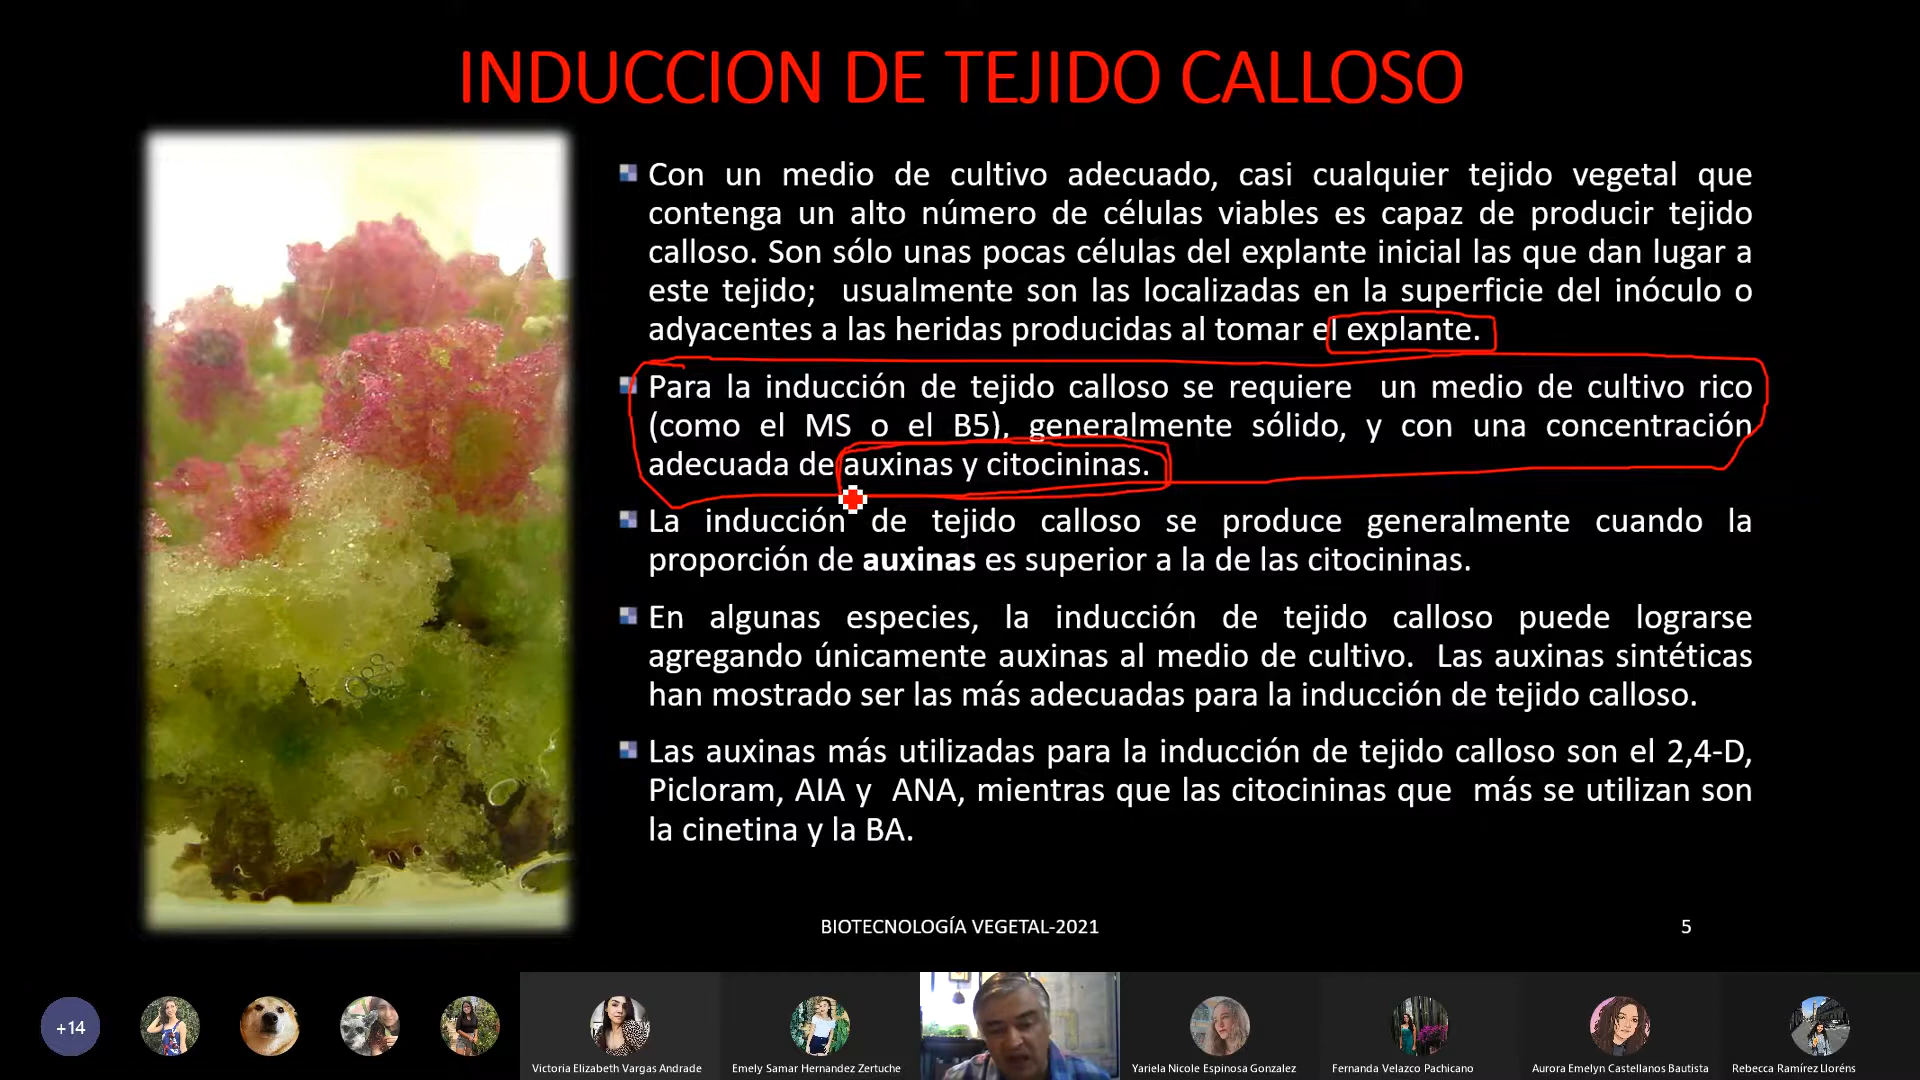 INDUCCION DE TEJIDO CALLOSO
Con un medio de cultivo adecuado, casi cualquier tejido vegetal que
contenga un alto número de células viables es capaz de producir tejido
calloso. Son sólo unas pocas células del explante inicial las que dan lugar a
este tejido; usualmente son las localizadas en la superficie del inóculo o
adyacentes a las heridas producidas al tomar el explante.
Para la inducción de tejido calloso se requiere un medio de cultivo rico
(como el MS o el B5), generalmente sólido, y con una concentración
adecuada de auxinas y citocininas.
La inducción de tejido calloso se produce generalmente cuando la
proporción de auxinas es superior a la de las citocininas.
En algunas especies, la inducción de tejido calloso puede lograrse
agregando únicamente auxinas al medio de cultivo. Las auxinas sintéticas
han mostrado ser las más adecuadas para la inducción de tejido calloso.
Las auxinas más utilizadas para la inducción de tejido calloso son el 2,4-D,
Picloram, AIA y ANA, mientras que las citocininas que más se utilizan son
la cinetina y la BA.
BIOTECNOLOGÍA VEGETAL-2021
5
+14
Victoria Elizabeth Vargas Andrade
Emely Samar Hernandez Zertuche
Yariela Nicole Espinosa Gonzalez
Fernanda Velazco Pachicano
Aurora Emelyn Castellanos Bautista
Rebecca Ramírez Lloréns